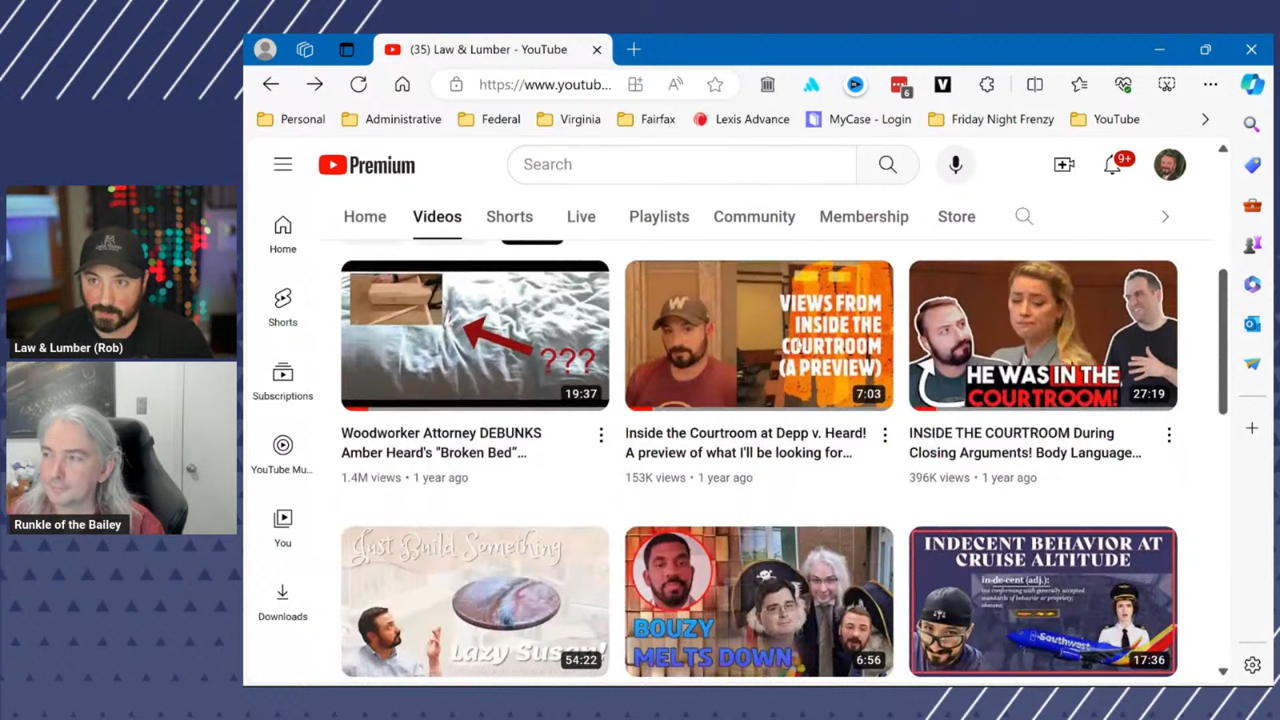 (35) Law & Lumber - YouTube
https://www.youtub...
6
Personal Administrative Federal Virginia Fairfax Lexis Advance MyCase - Login Friday Night Frenzy YouTube
Premium
Search
9+
Home Videos Shorts Live Playlists Community Membership Store
Home
Shorts
Subscriptions
YouTube Mu...
You
Downloads
Law & Lumber (Rob)
Runkle of the Bailey
???
19:37
Woodworker Attorney DEBUNKS
Amber Heard's "Broken Bed"...
1.4M views • 1 year ago
W
VIEWS FROM
INSIDE THE
COURTROOM
(A PREVIEW)
7:03
Inside the Courtroom at Depp v. Heard!
A preview of what I'll be looking for...
153K views • 1 year ago
HE WAS IN THE
COURTROOM!
27:19
INSIDE THE COURTROOM During
Closing Arguments! Body Language...
396K views • 1 year ago
Just Build Something
Lazy Susan!
54:22
BOUZY
MELTS DOWN
6:56
INDECENT BEHAVIOR AT
CRUISE ALTITUDE
in·de·cent (adj.):
Southwest
17:36